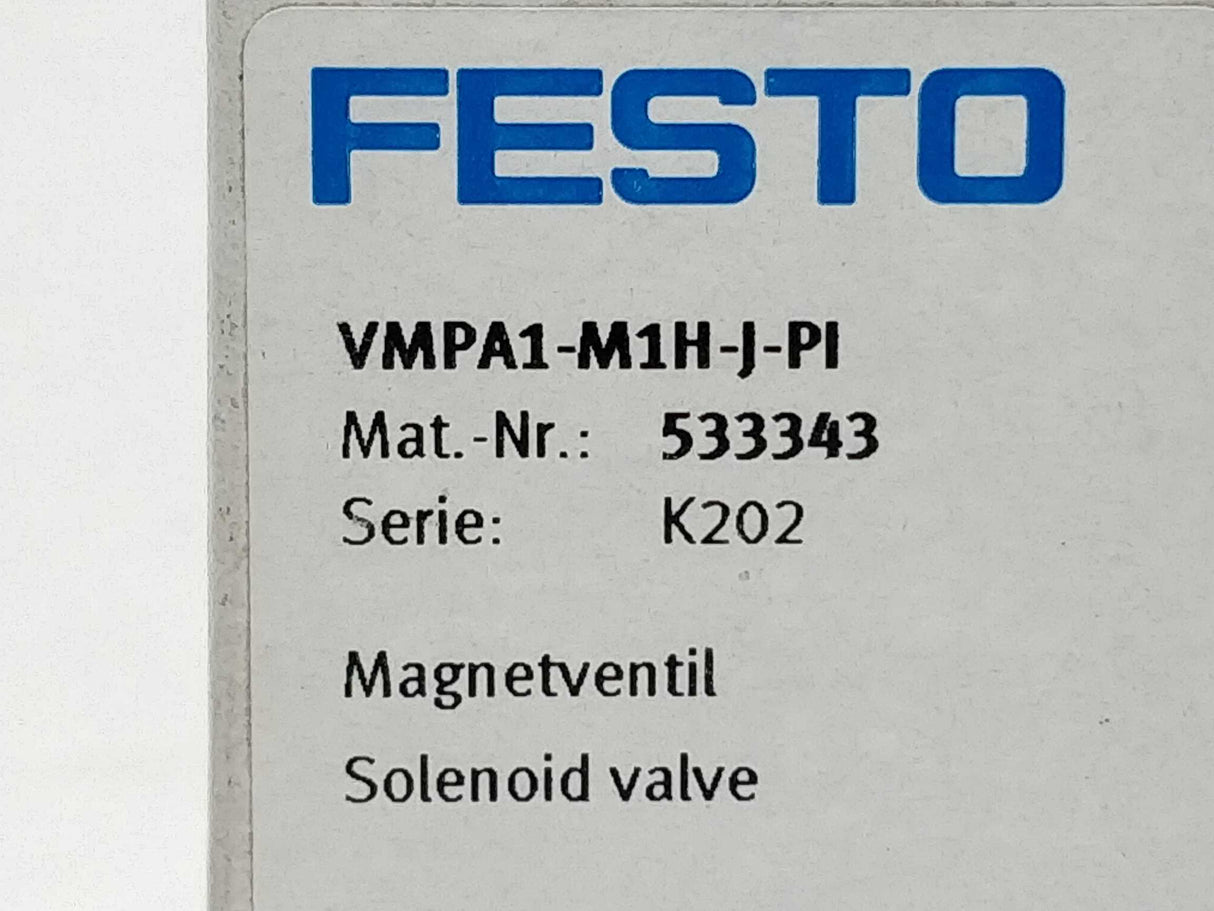 FESTO
VMPA1-M1H-J-PI
Mat.-Nr.: 533343
Serie: K202
Magnetventil
Solenoid valve